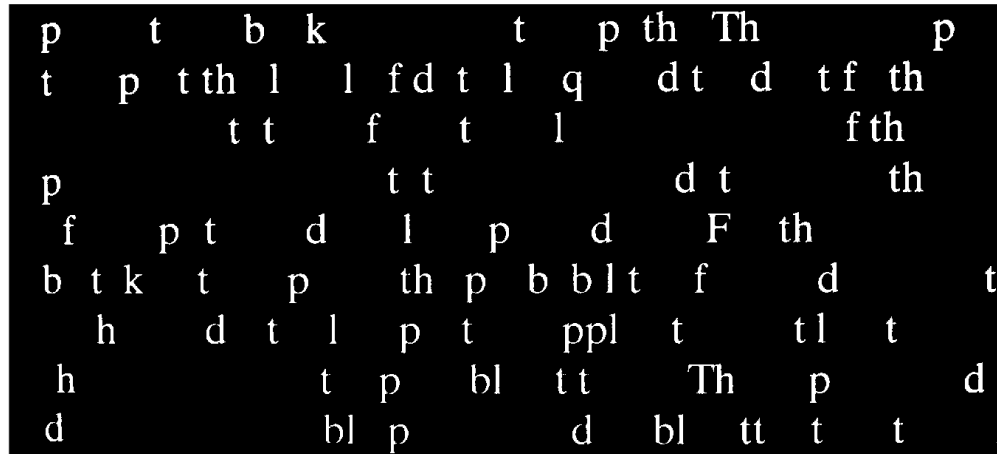 p t b k t p th Th p
t p t th l l f d t l q d t d t f th
t t f t l f th
p t t d t th
f p t d l p d F th
b t k t p th p b b l t f d t
h d t l p t ppl t t l t
h t p bl t t Th p d
d bl p d bl tt t t